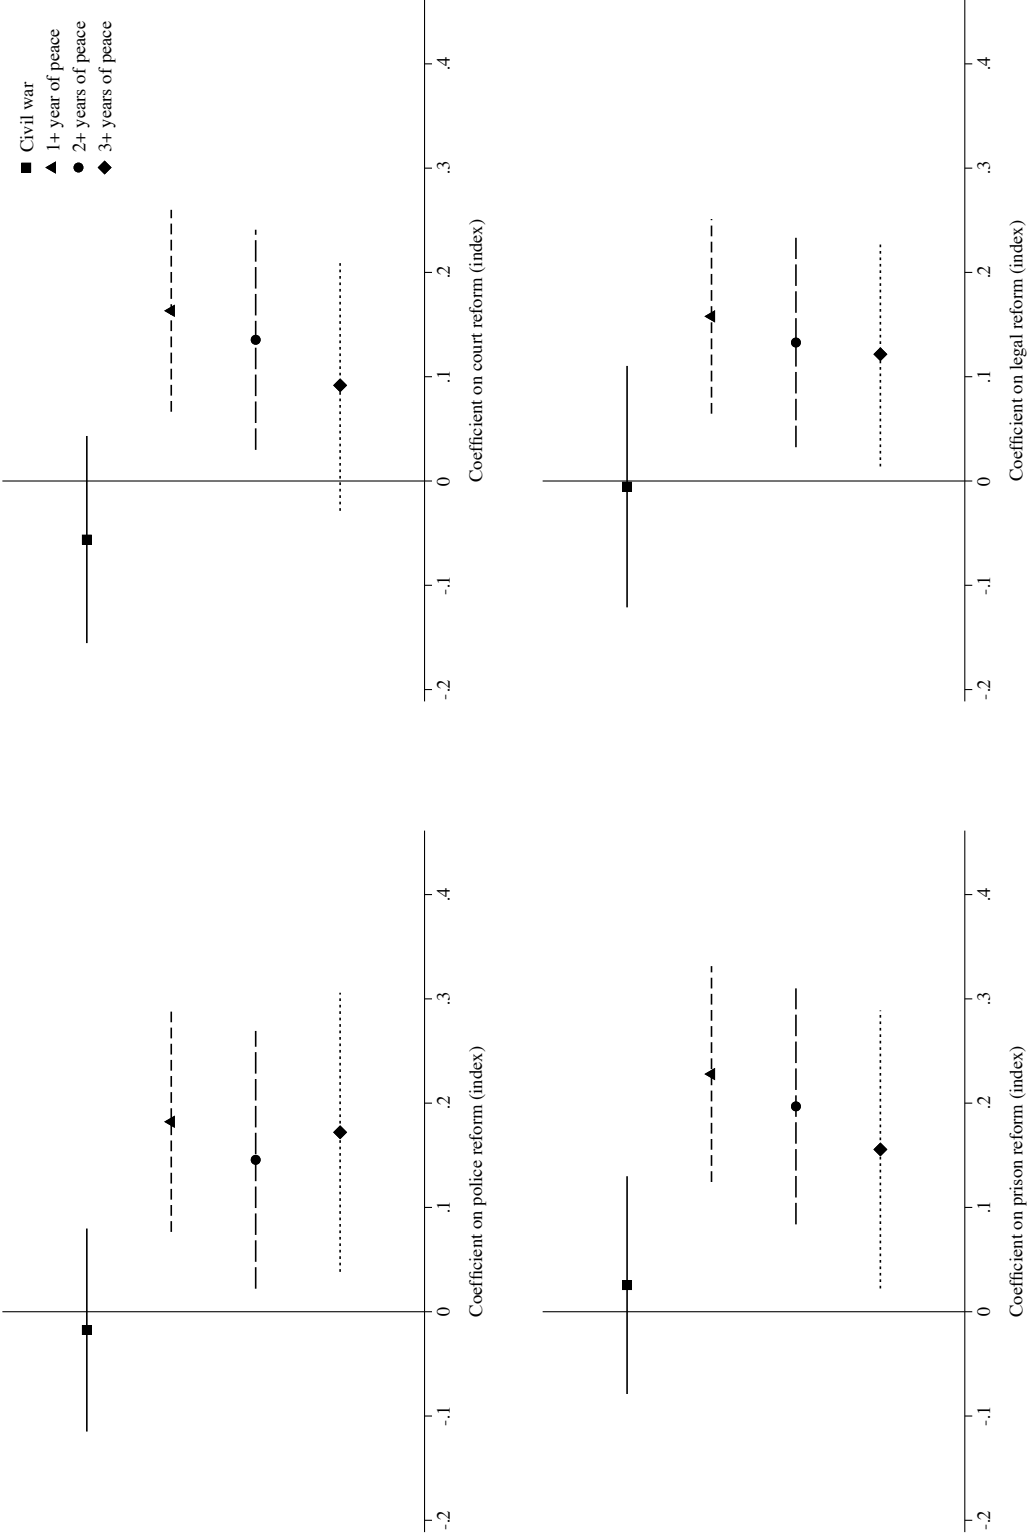 Civil war
1+ year of peace
2+ years of peace
3+ years of peace
-.2 -.1 0 .1 .2 .3 .4
Coefficient on police reform (index)
-.2 -.1 0 .1 .2 .3 .4
Coefficient on court reform (index)
-.2 -.1 0 .1 .2 .3 .4
Coefficient on prison reform (index)
-.2 -.1 0 .1 .2 .3 .4
Coefficient on legal reform (index)